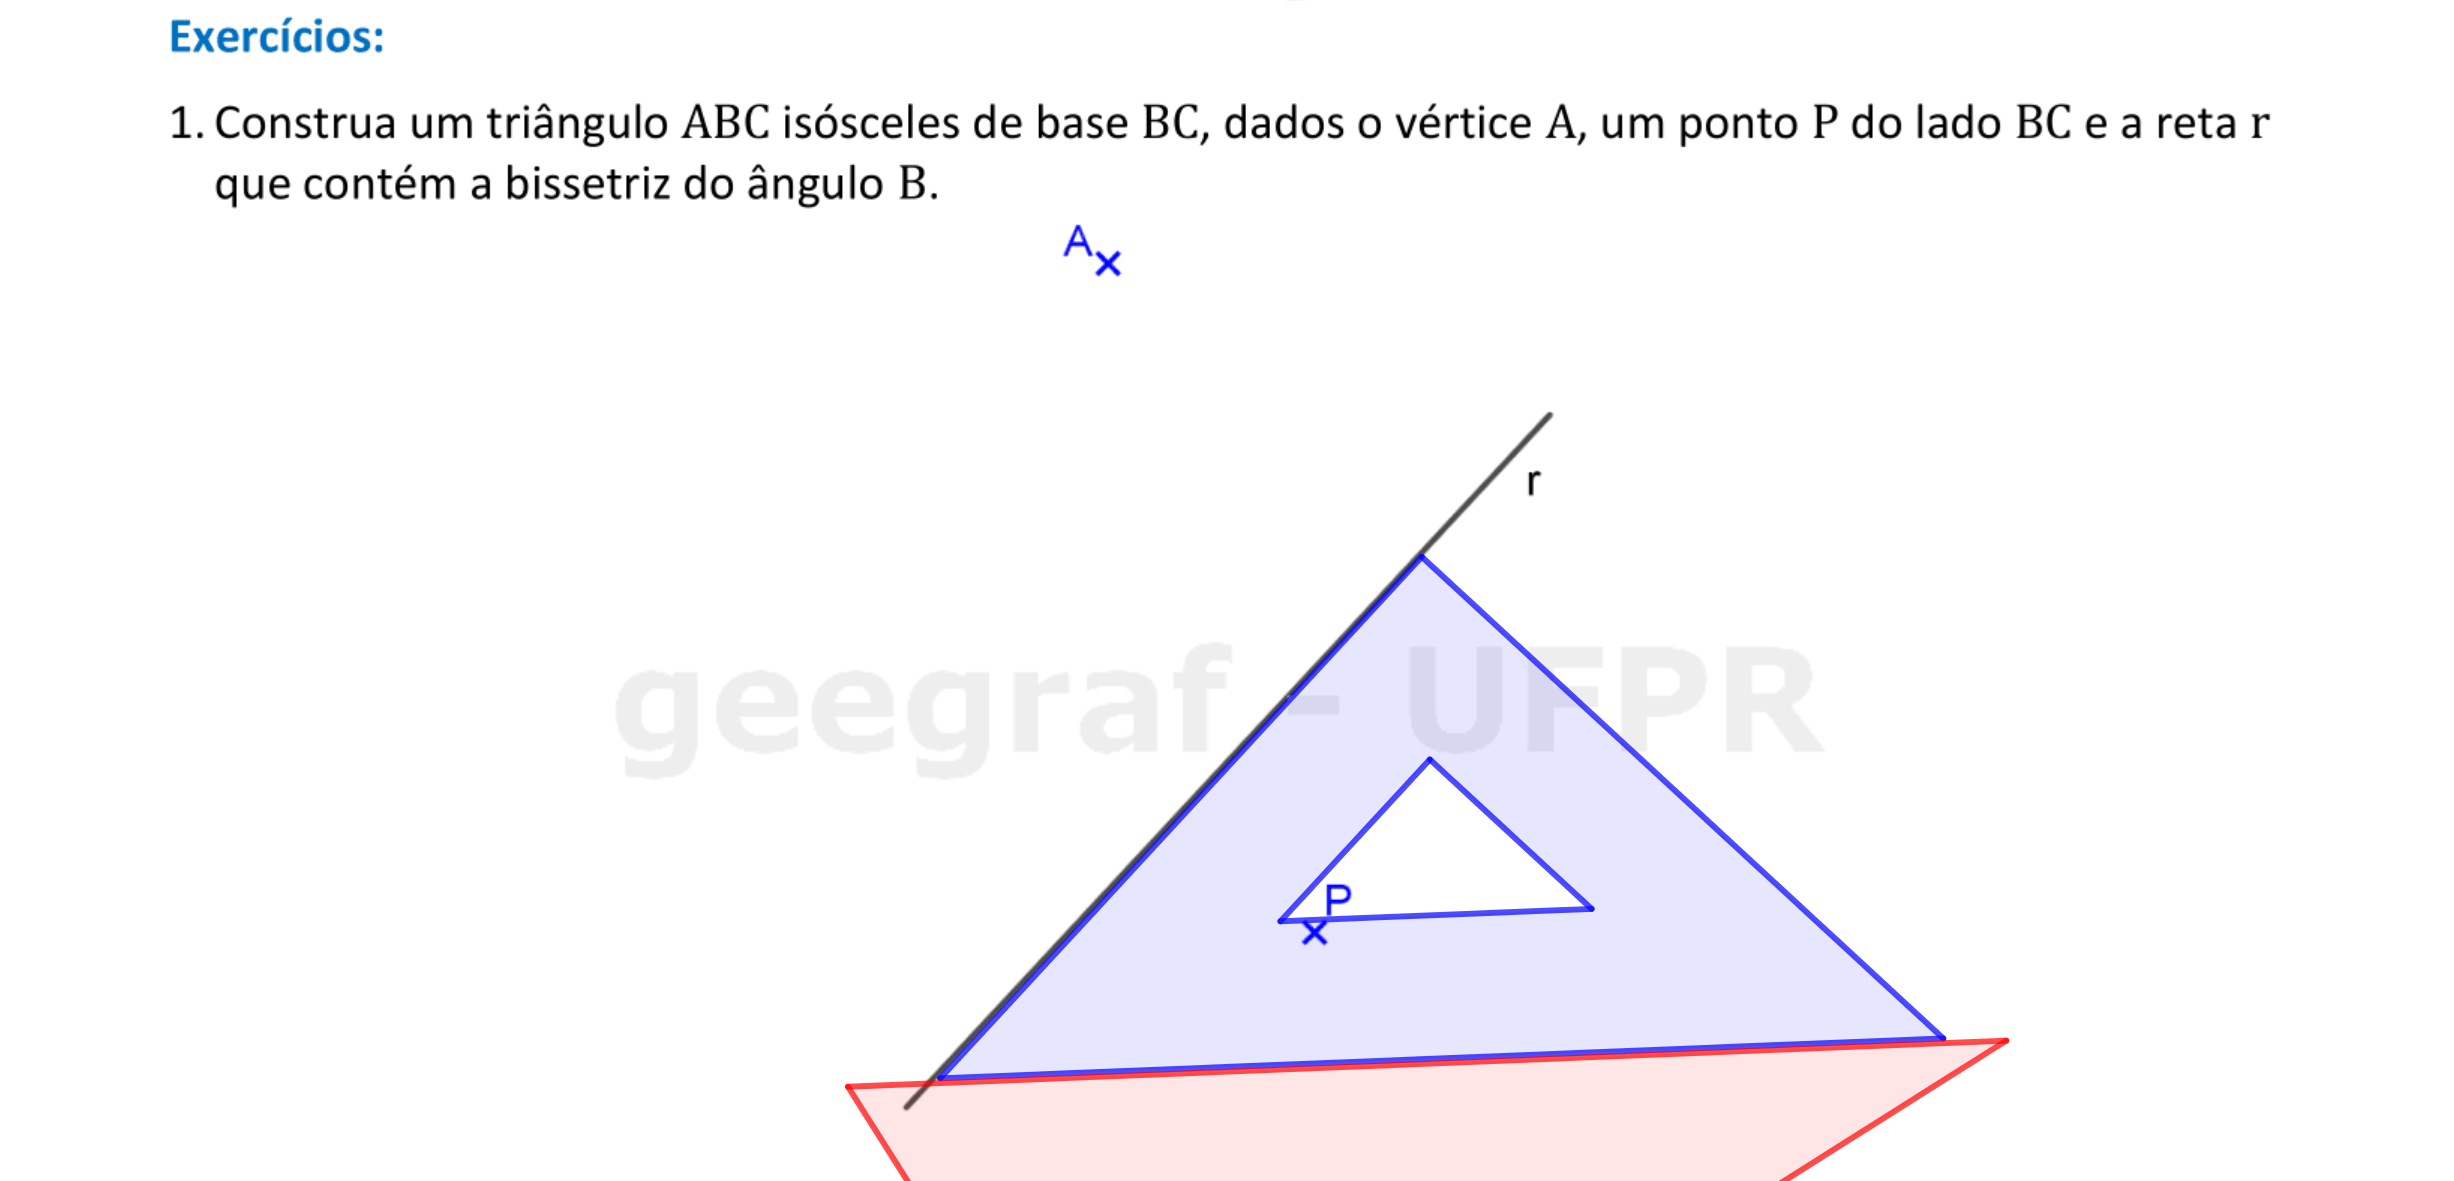 Exercícios:
1. Construa um triângulo ABC isósceles de base BC, dados o vértice A, um ponto P do lado BC e a reta r
que contém a bissetriz do ângulo B.
A
r
geegraf - UFPR
P